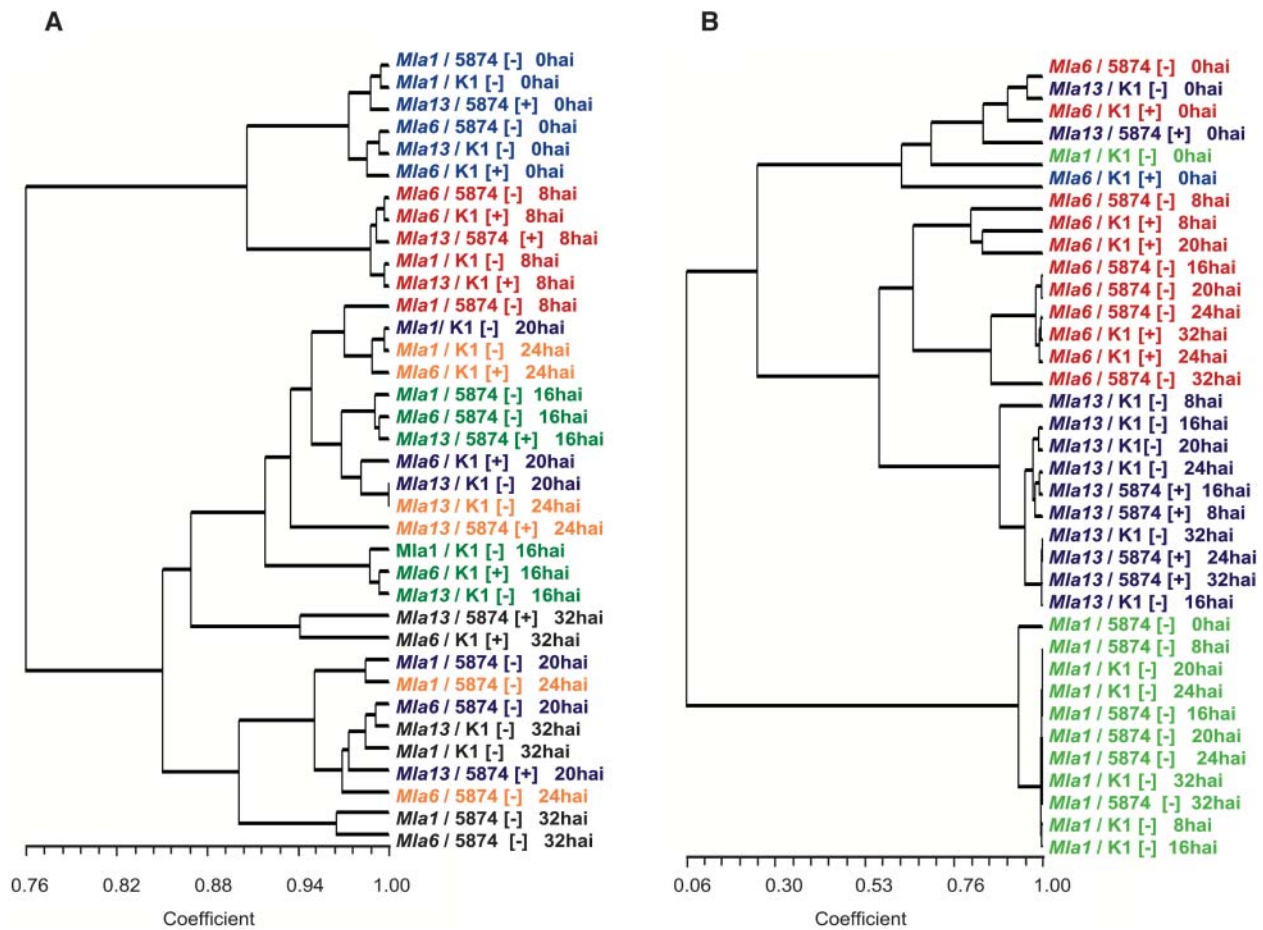 A
Mla1 / 5874 [-] 0hai
Mla1 / K1 [-] 0hai
Mla13 / 5874 [+] 0hai
Mla6 / 5874 [-] 0hai
Mla13 / K1 [-] 0hai
Mla6 / K1 [+] 0hai
Mla6 / 5874 [-] 8hai
Mla6 / K1 [+] 8hai
Mla13 / 5874 [+] 8hai
Mla1 / K1 [-] 8hai
Mla13 / K1 [+] 8hai
Mla1 / 5874 [-] 8hai
Mla1/ K1 [-] 20hai
Mla1 / K1 [-] 24hai
Mla6 / K1 [+] 24hai
Mla1 / 5874 [-] 16hai
Mla6 / 5874 [-] 16hai
Mla13 / 5874 [+] 16hai
Mla6 / K1 [+] 20hai
Mla13 / K1 [-] 20hai
Mla13 / K1 [-] 24hai
Mla13 / 5874 [+] 24hai
Mla1 / K1 [-] 16hai
Mla6 / K1 [+] 16hai
Mla13 / K1 [-] 16hai
Mla13 / 5874 [+] 32hai
Mla6 / K1 [+] 32hai
Mla1 / 5874 [-] 20hai
Mla1 / 5874 [-] 24hai
Mla6 / 5874 [-] 20hai
Mla13 / K1 [-] 32hai
Mla1 / K1 [-] 32hai
Mla13 / 5874 [+] 20hai
Mla6 / 5874 [-] 24hai
Mla1 / 5874 [-] 32hai
Mla6 / 5874 [-] 32hai
0.76 0.82 0.88 0.94 1.00
Coefficient
B
Mla6 / 5874 [-] 0hai
Mla13 / K1 [-] 0hai
Mla6 / K1 [+] 0hai
Mla13 / 5874 [+] 0hai
Mla1 / K1 [-] 0hai
Mla6 / K1 [+] 0hai
Mla6 / 5874 [-] 8hai
Mla6 / K1 [+] 8hai
Mla6 / K1 [+] 20hai
Mla6 / 5874 [-] 16hai
Mla6 / 5874 [-] 20hai
Mla6 / 5874 [-] 24hai
Mla6 / K1 [+] 32hai
Mla6 / K1 [+] 24hai
Mla6 / 5874 [-] 32hai
Mla13 / K1 [-] 8hai
Mla13 / K1 [-] 16hai
Mla13 / K1[-] 20hai
Mla13 / K1 [-] 24hai
Mla13 / 5874 [+] 16hai
Mla13 / 5874 [+] 8hai
Mla13 / K1 [-] 32hai
Mla13 / 5874 [+] 24hai
Mla13 / 5874 [+] 32hai
Mla13 / K1 [-] 16hai
Mla1 / 5874 [-] 0hai
Mla1 / 5874 [-] 8hai
Mla1 / K1 [-] 20hai
Mla1 / K1 [-] 24hai
Mla1 / 5874 [-] 16hai
Mla1 / 5874 [-] 20hai
Mla1 / 5874 [-] 24hai
Mla1 / K1 [-] 32hai
Mla1 / 5874 [-] 32hai
Mla1 / K1 [-] 8hai
Mla1 / K1 [-] 16hai
0.06 0.30 0.53 0.76 1.00
Coefficient